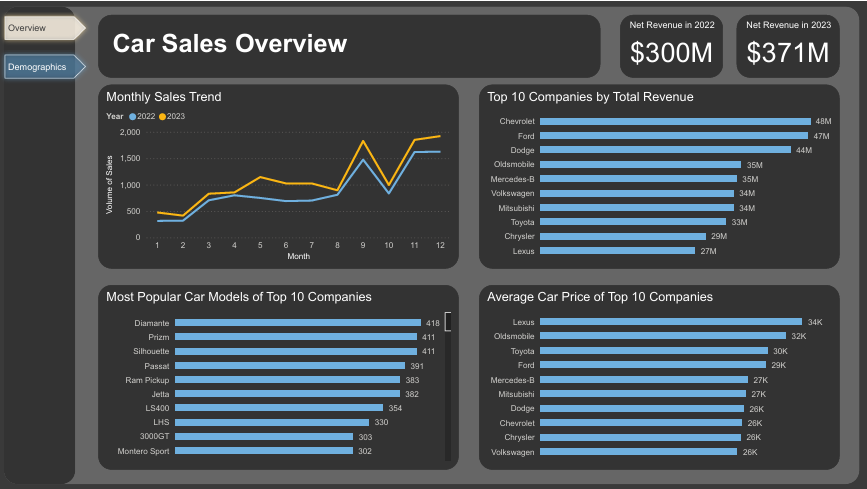 Overview
Demographics
Car Sales Overview
Net Revenue in 2022
$300M
Net Revenue in 2023
$371M
Monthly Sales Trend
Year 2022 2023
Volume of Sales
2,000
1,500
1,000
500
0
1 2 3 4 5 6 7 8 9 10 11 12
Month
Top 10 Companies by Total Revenue
Chevrolet 48M
Ford 47M
Dodge 44M
Oldsmobile 35M
Mercedes-B 35M
Volkswagen 34M
Mitsubishi 34M
Toyota 33M
Chrysler 29M
Lexus 27M
Most Popular Car Models of Top 10 Companies
Diamante 418
Prizm 411
Silhouette 411
Passat 391
Ram Pickup 383
Jetta 382
LS400 354
LHS 330
3000GT 303
Montero Sport 302
Average Car Price of Top 10 Companies
Lexus 34K
Oldsmobile 32K
Toyota 30K
Ford 29K
Mercedes-B 27K
Mitsubishi 27K
Dodge 26K
Chevrolet 26K
Chrysler 26K
Volkswagen 26K